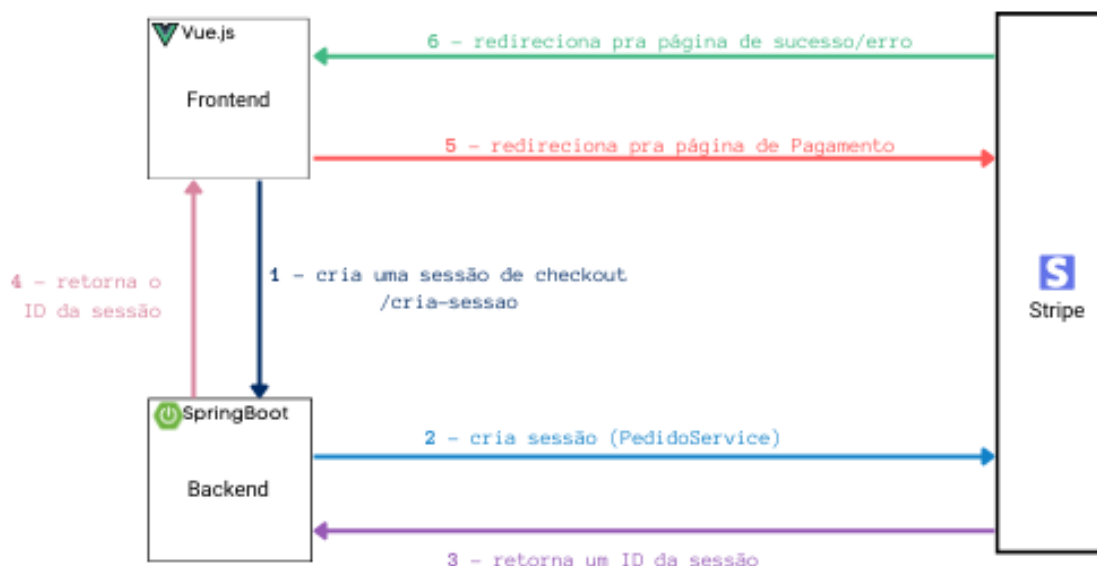 Vue.js
Frontend
6 - redireciona pra página de sucesso/erro
5 - redireciona pra página de Pagamento
4 - retorna o
ID da sessão
1 - cria uma sessão de checkout
/cria-sessao
Stripe
SpringBoot
Backend
2 - cria sessão (PedidoService)
3 - retorna um ID da sessão